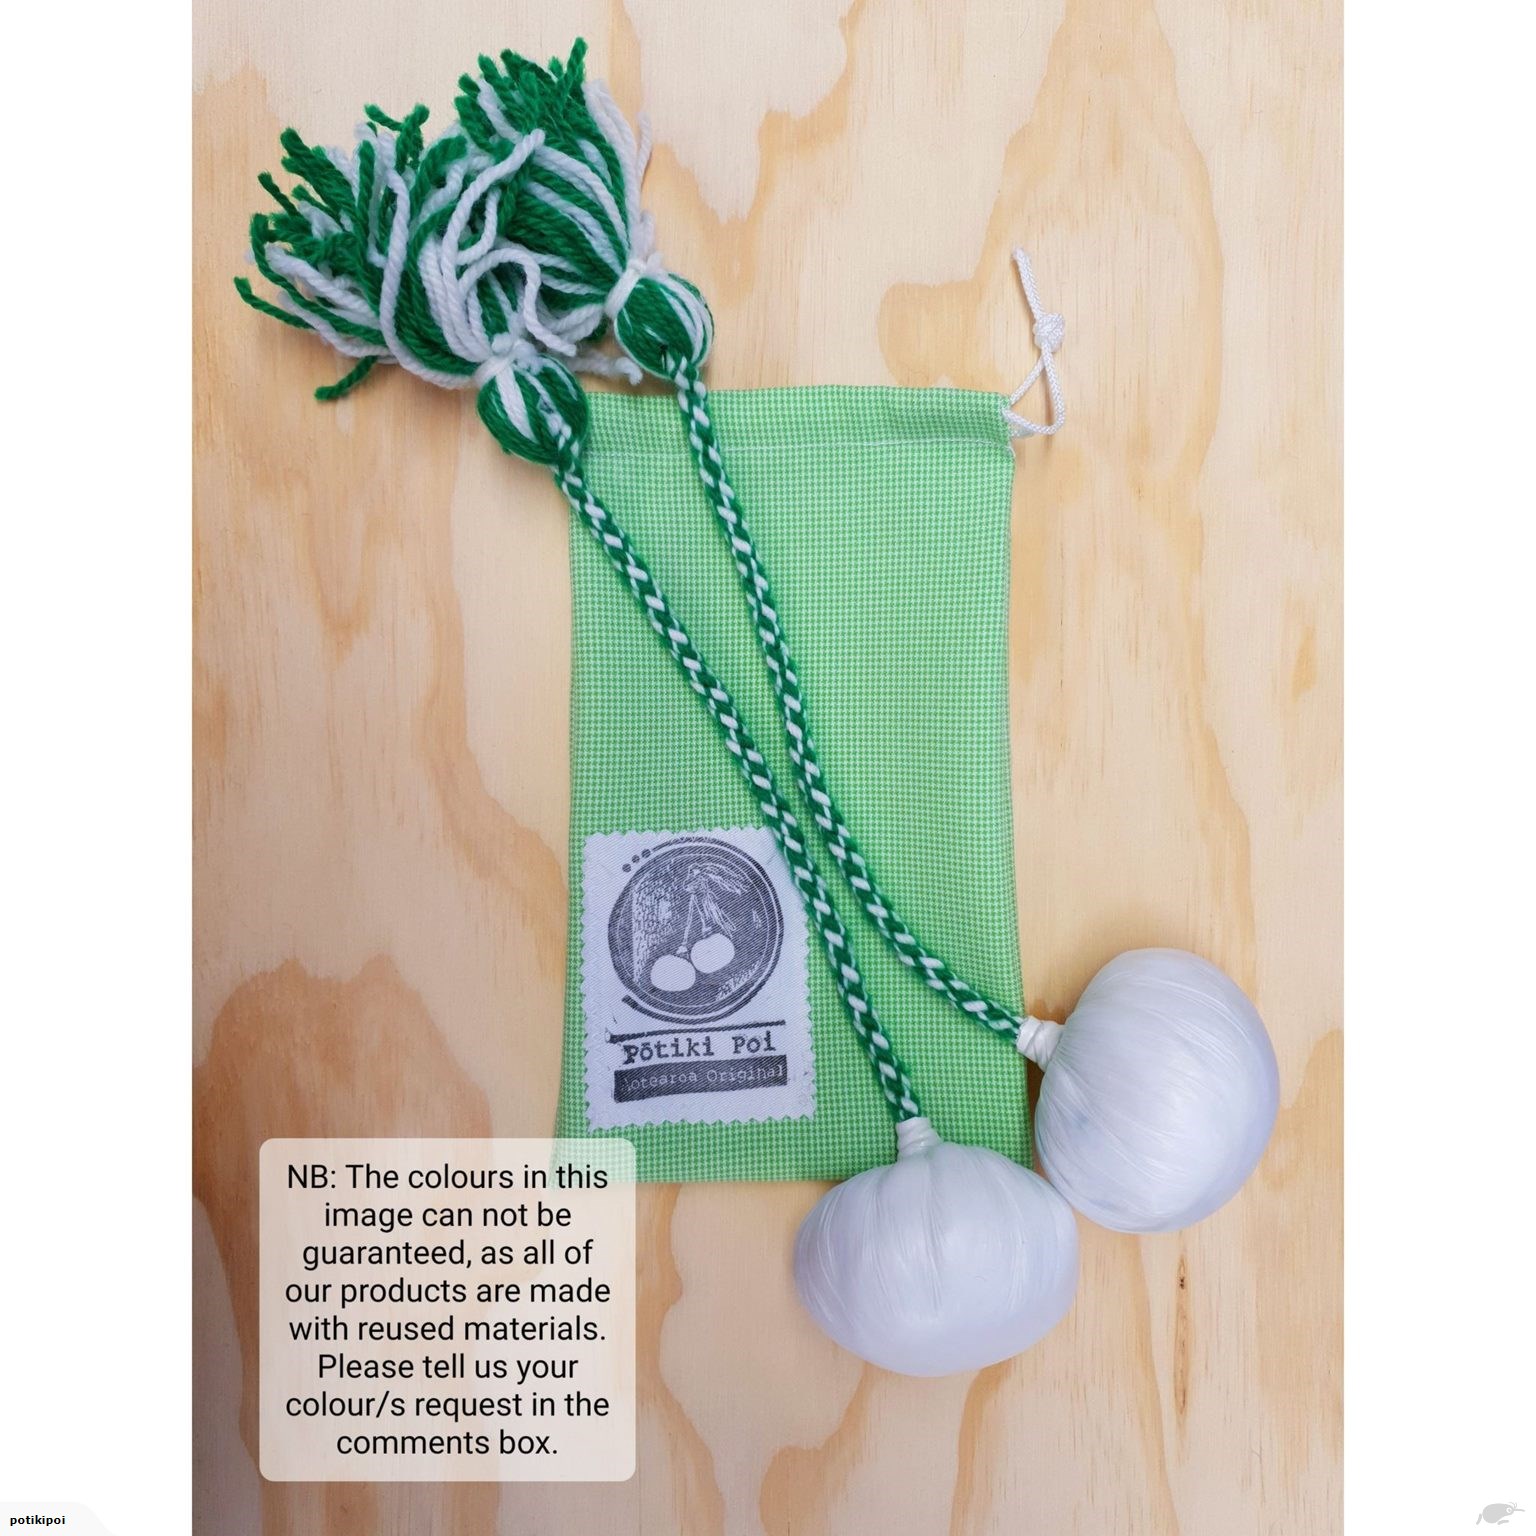 Pōtiki Poi
Aotearoa Original
NB: The colours in this
image can not be
guaranteed, as all of
our products are made
with reused materials.
Please tell us your
colour/s request in the
comments box.
potikipoi